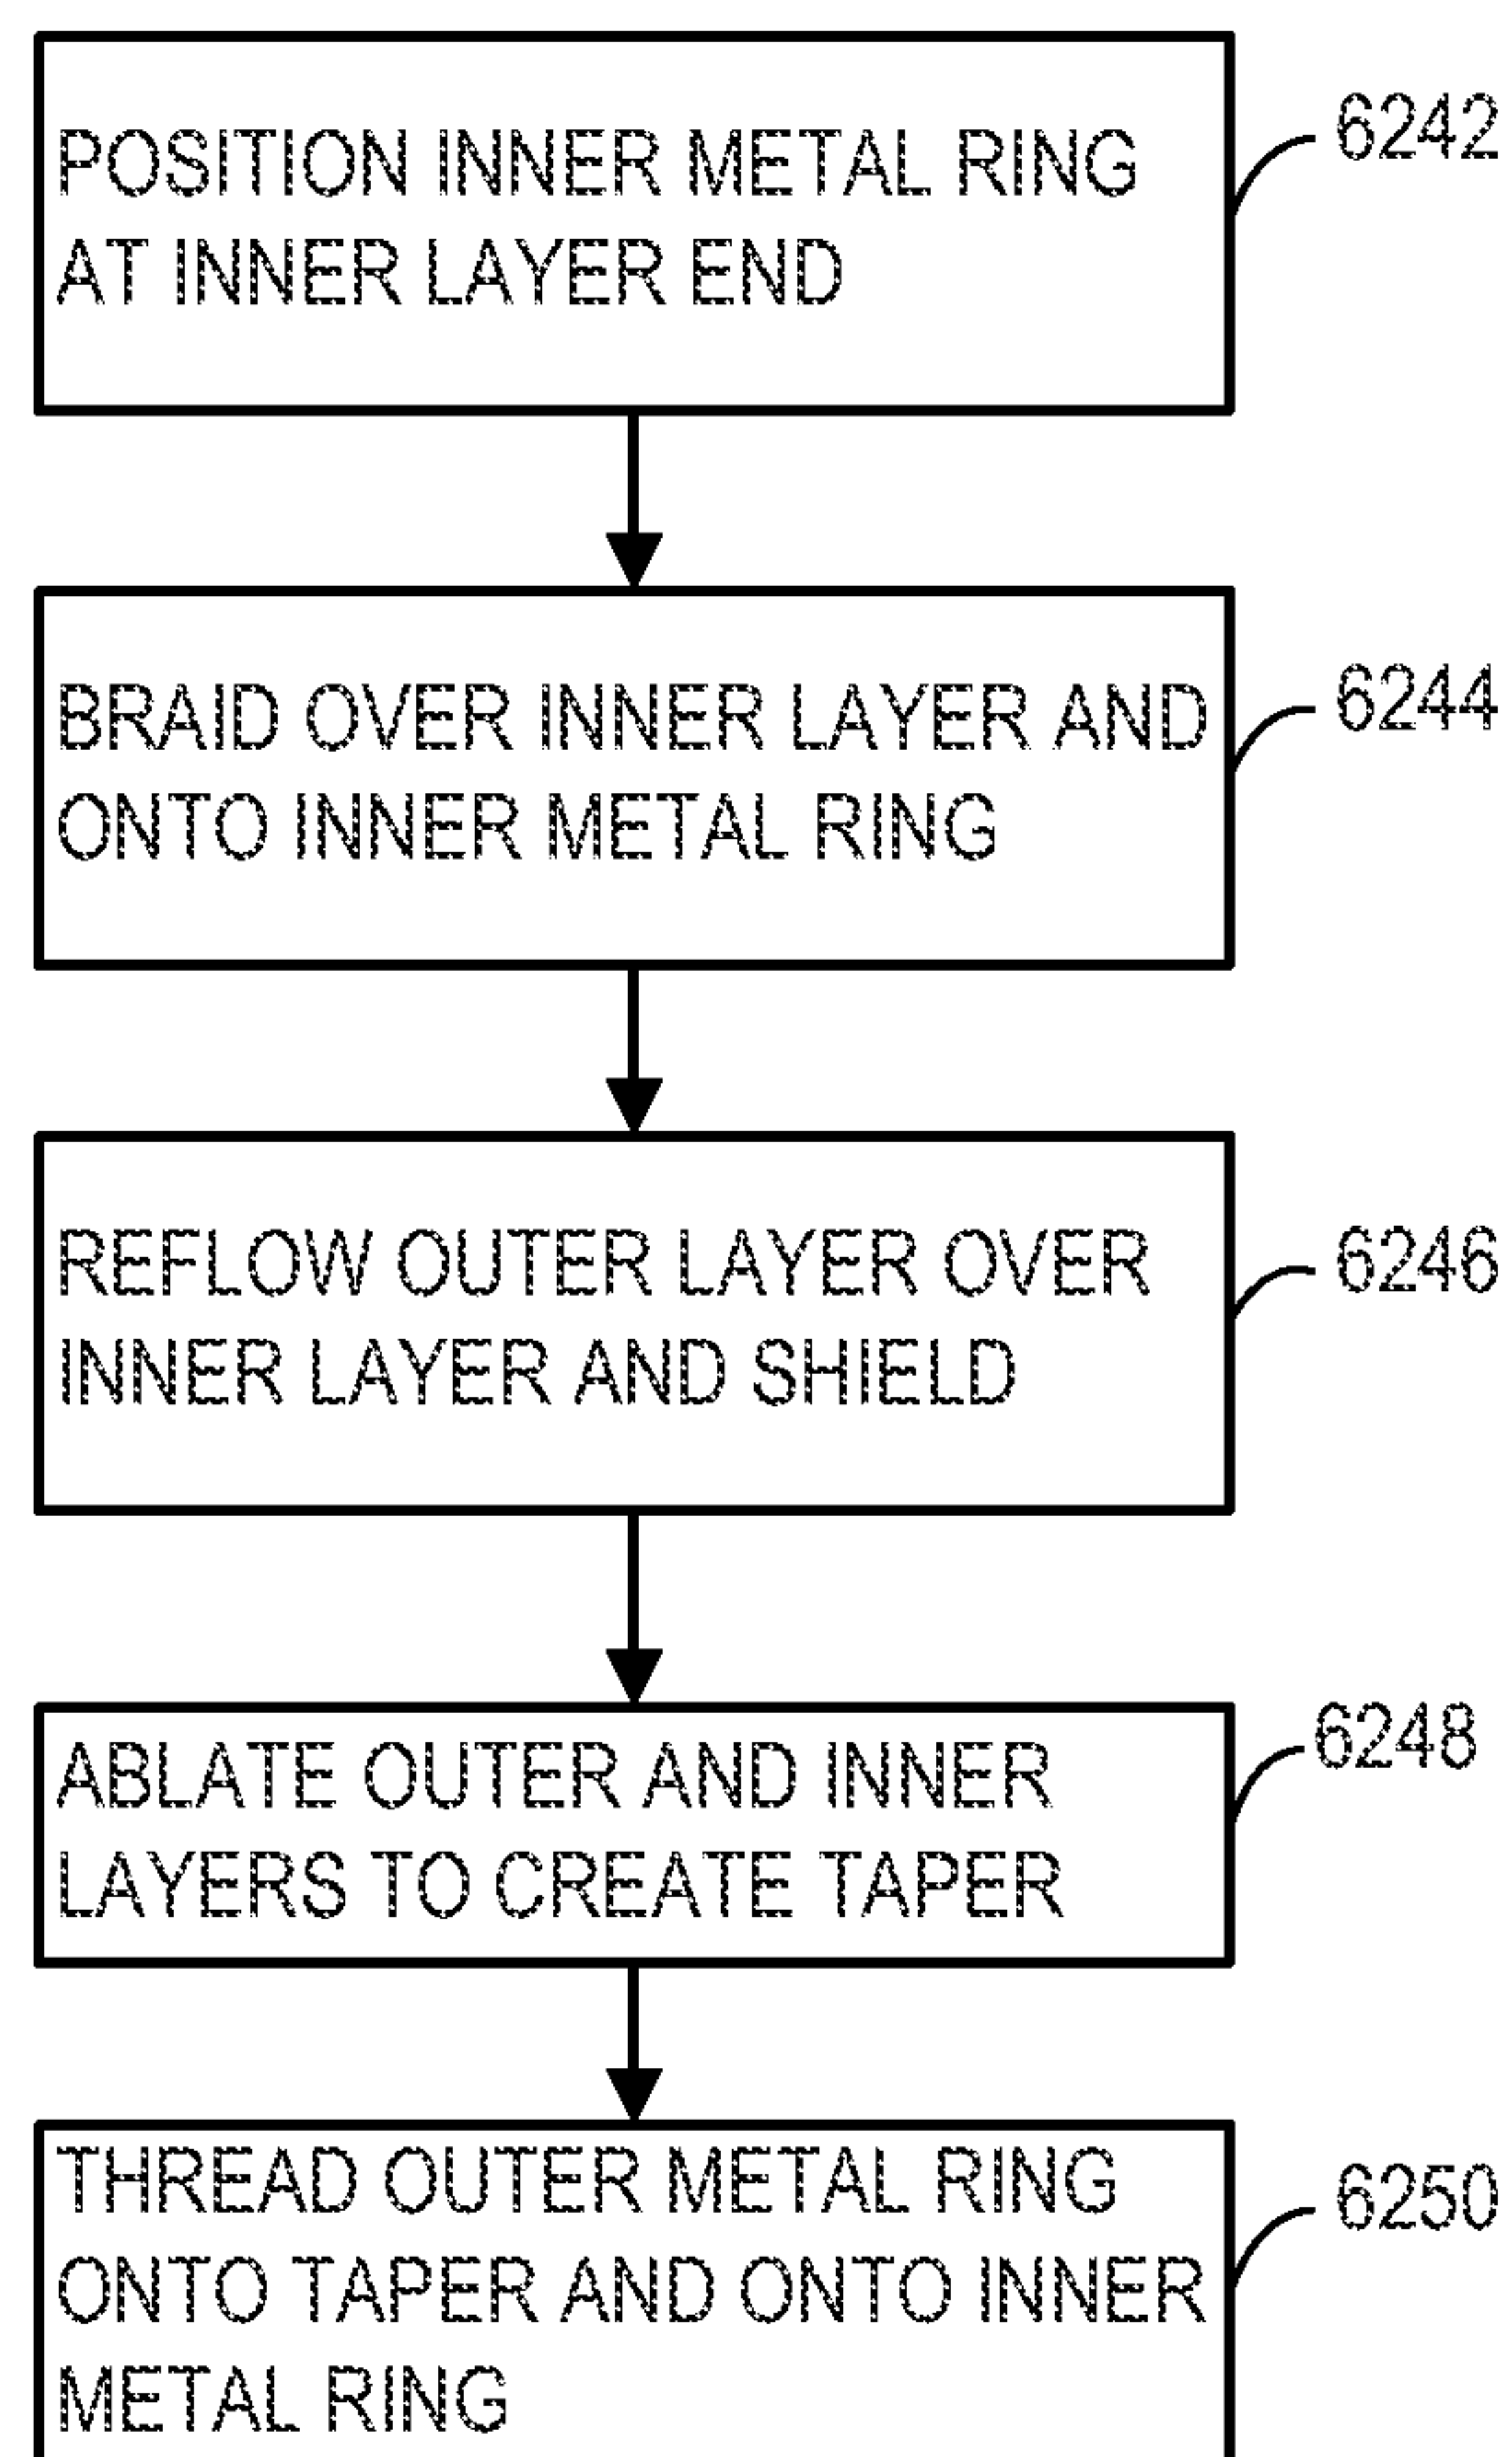 POSITION INNER METAL RING
AT INNER LAYER END
6242
BRAID OVER INNER LAYER AND
ONTO INNER METAL RING
6244
REFLOW OUTER LAYER OVER
INNER LAYER AND SHIELD
6246
ABLATE OUTER AND INNER
LAYERS TO CREATE TAPER
6248
THREAD OUTER METAL RING
ONTO TAPER AND ONTO INNER
METAL RING
6250